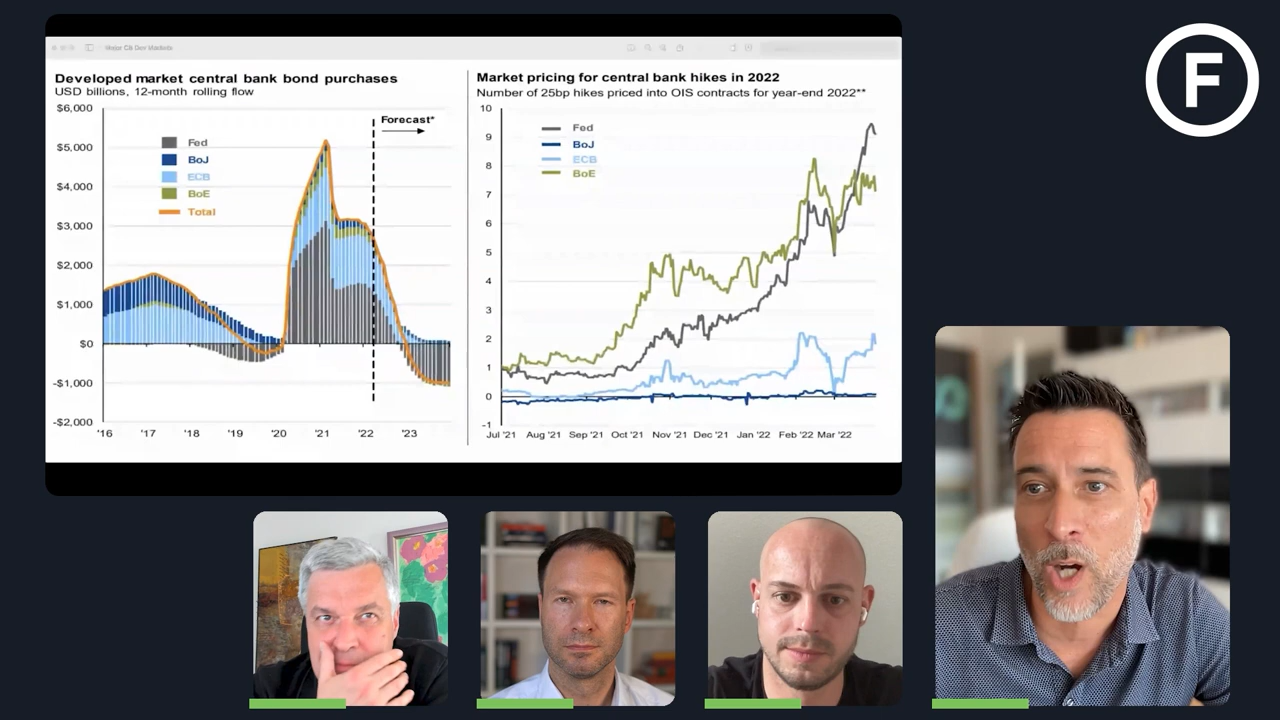 Developed market central bank bond purchases
USD billions, 12-month rolling flow
$6,000
$5,000
$4,000
$3,000
$2,000
$1,000
$0
-$1,000
-$2,000
Forecast*
Fed
BoJ
ECB
BoE
Total
'16 '17 '18 '19 '20 '21 '22 '23
Market pricing for central bank hikes in 2022
Number of 25bp hikes priced into OIS contracts for year-end 2022**
10
9
8
7
6
5
4
3
2
1
0
-1
Fed
BoJ
ECB
BoE
Jul '21 Aug '21 Sep '21 Oct '21 Nov '21 Dec '21 Jan '22 Feb '22 Mar '22
F